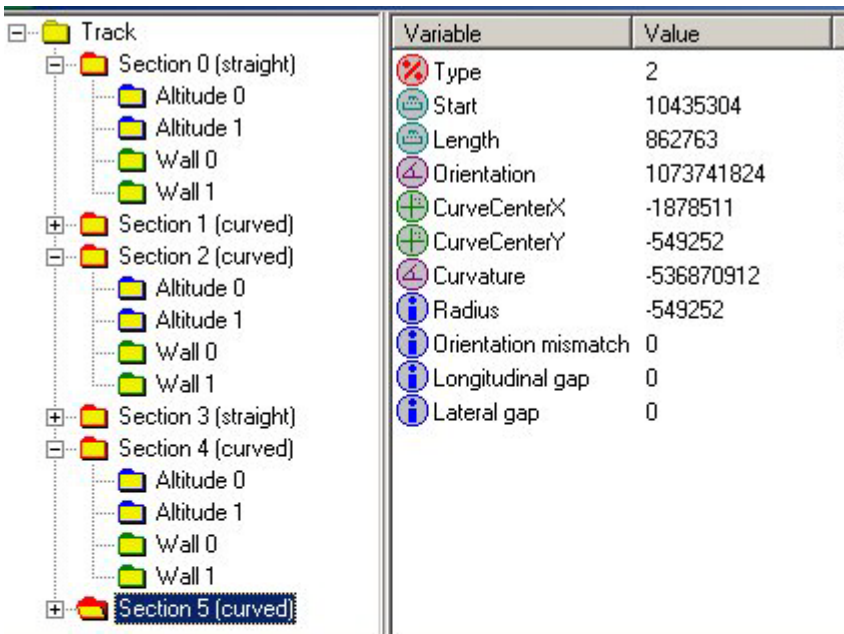 Track
Section 0 (straight)
Altitude 0
Altitude 1
Wall 0
Wall 1
Section 1 (curved)
Section 2 (curved)
Altitude 0
Altitude 1
Wall 0
Wall 1
Section 3 (straight)
Section 4 (curved)
Altitude 0
Altitude 1
Wall 0
Wall 1
Section 5 (curved)
Variable Value
Type 2
Start 10435304
Length 862763
Orientation 1073741824
CurveCenterX -1878511
CurveCenterY -549252
Curvature -536870912
Radius -549252
Orientation mismatch 0
Longitudinal gap 0
Lateral gap 0